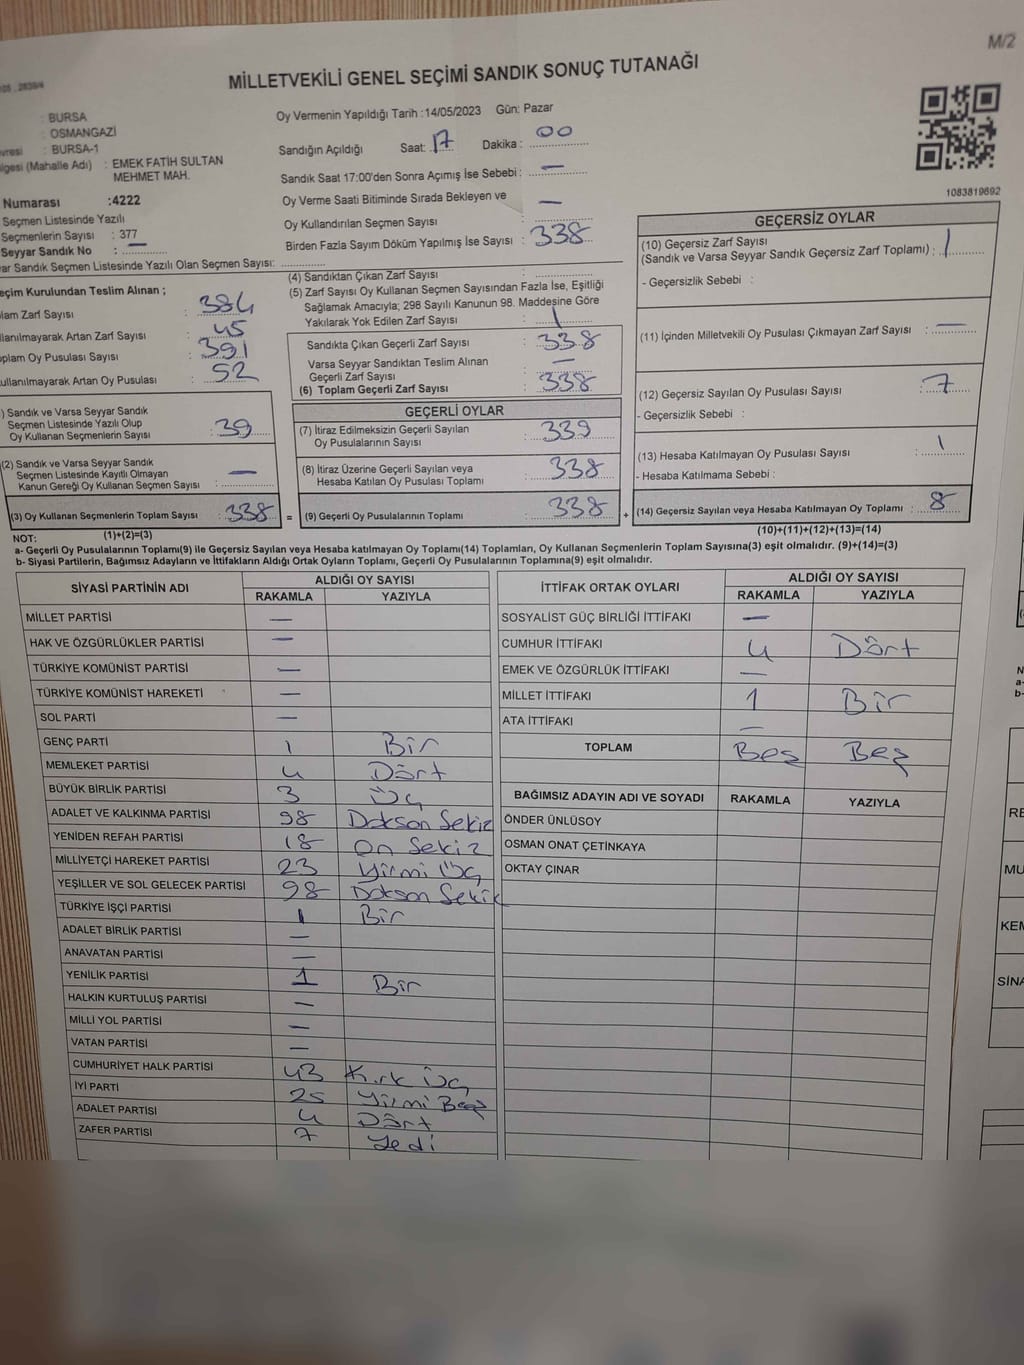 M/2
MİLLETVEKİLİ GENEL SEÇİMİ SANDIK SONUÇ TUTANAĞI
: BURSA
: OSMANGAZİ
: BURSA-1
(Mahalle Adı) : EMEK FATİH SULTAN
MEHMET MAH.
Numarası :4222
Seçmen Listesinde Yazılı
Seçmenlerin Sayısı : 377
Seyyar Sandık No : —
Sandık Seçmen Listesinde Yazılı Olan Seçmen Sayısı:
Oy Vermenin Yapıldığı Tarih :14/05/2023 Gün: Pazar
Sandığın Açıldığı Saat: 17 Dakika : 00
Sandık Saat 17:00'den Sonra Açımış İse Sebebi : —
Oy Verme Saati Bitiminde Sırada Bekleyen ve
Oy Kullandırılan Seçmen Sayısı : —
Birden Fazla Sayım Döküm Yapılmış İse Sayısı : 338
1083819692
Kurulundan Teslim Alınan ;
Zarf Sayısı : 384
Artan Zarf Sayısı : 45
Oy Pusulası Sayısı : 391
Artan Oy Pusulası : 52
(4) Sandıktan Çıkan Zarf Sayısı :
(5) Zarf Sayısı Oy Kullanan Seçmen Sayısından Fazla İse, Eşitliği
Sağlamak Amacıyla; 298 Sayılı Kanunun 98. Maddesine Göre
Yakılarak Yok Edilen Zarf Sayısı : 1
Sandıkta Çıkan Geçerli Zarf Sayısı : 338
Varsa Seyyar Sandıktan Teslim Alınan
Geçerli Zarf Sayısı : —
(6) Toplam Geçerli Zarf Sayısı : 338
GEÇERSİZ OYLAR
(10) Geçersiz Zarf Sayısı
(Sandık ve Varsa Seyyar Sandık Geçersiz Zarf Toplamı) : 1
- Geçersizlik Sebebi :
(11) İçinden Milletvekili Oy Pusulası Çıkmayan Zarf Sayısı : —
(12) Geçersiz Sayılan Oy Pusulası Sayısı : 7
- Geçersizlik Sebebi :
(13) Hesaba Katılmayan Oy Pusulası Sayısı : 1
- Hesaba Katılmama Sebebi :
(14) Geçersiz Sayılan veya Hesaba Katılmayan Oy Toplamı : 8
(10)+(11)+(12)+(13)=(14)
) Sandık ve Varsa Seyyar Sandık
Seçmen Listesinde Yazılı Olup
Oy Kullanan Seçmenlerin Sayısı : 39
(2) Sandık ve Varsa Seyyar Sandık
Seçmen Listesinde Kayıtlı Olmayan
Kanun Gereği Oy Kullanan Seçmen Sayısı : —
(3) Oy Kullanan Seçmenlerin Toplam Sayısı : 338 =
(1)+(2)=(3)
GEÇERLİ OYLAR
(7) İtiraz Edilmeksizin Geçerli Sayılan
Oy Pusulalarının Sayısı : 339
(8) İtiraz Üzerine Geçerli Sayılan veya
Hesaba Katılan Oy Pusulası Toplamı : 338
(9) Geçerli Oy Pusulalarının Toplamı : 338 +
NOT:
a- Geçerli Oy Pusulalarının Toplamı(9) ile Geçersiz Sayılan veya Hesaba katılmayan Oy Toplamı(14) Toplamları, Oy Kullanan Seçmenlerin Toplam Sayısına(3) eşit olmalıdır. (9)+(14)=(3)
b- Siyasi Partilerin, Bağımsız Adayların ve İttifakların Aldığı Ortak Oyların Toplamı, Geçerli Oy Pusulalarının Toplamına(9) eşit olmalıdır.
SİYASİ PARTİNİN ADI ALDIĞI OY SAYISI
RAKAMLA YAZIYLA
MİLLET PARTİSİ —
HAK VE ÖZGÜRLÜKLER PARTİSİ —
TÜRKİYE KOMÜNİST PARTİSİ —
TÜRKİYE KOMÜNİST HAREKETİ —
SOL PARTİ —
GENÇ PARTİ 1 Bir
MEMLEKET PARTİSİ 4 Dört
BÜYÜK BİRLİK PARTİSİ 3 Üç
ADALET VE KALKINMA PARTİSİ 98 Doksan Sekiz
YENİDEN REFAH PARTİSİ 18 On Sekiz
MİLLİYETÇİ HAREKET PARTİSİ 23 Yirmi Üç
YEŞİLLER VE SOL GELECEK PARTİSİ 98 Doksan Sekiz
TÜRKİYE İŞÇİ PARTİSİ 1 Bir
ADALET BİRLİK PARTİSİ —
ANAVATAN PARTİSİ —
YENİLİK PARTİSİ 1 Bir
HALKIN KURTULUŞ PARTİSİ —
MİLLİ YOL PARTİSİ —
VATAN PARTİSİ —
CUMHURİYET HALK PARTİSİ 43 Kırk Üç
İYİ PARTİ 25 Yirmi Beş
ADALET PARTİSİ 4 Dört
ZAFER PARTİSİ 7 Yedi
İTTİFAK ORTAK OYLARI ALDIĞI OY SAYISI
RAKAMLA YAZIYLA
SOSYALİST GÜÇ BİRLİĞİ İTTİFAKI —
CUMHUR İTTİFAKI 4 Dört
EMEK VE ÖZGÜRLÜK İTTİFAKI —
MİLLET İTTİFAKI 1 Bir
ATA İTTİFAKI —
TOPLAM Beş Beş
BAĞIMSIZ ADAYIN ADI VE SOYADI RAKAMLA YAZIYLA
ÖNDER ÜNLÜSOY
OSMAN ONAT ÇETİNKAYA
OKTAY ÇINAR